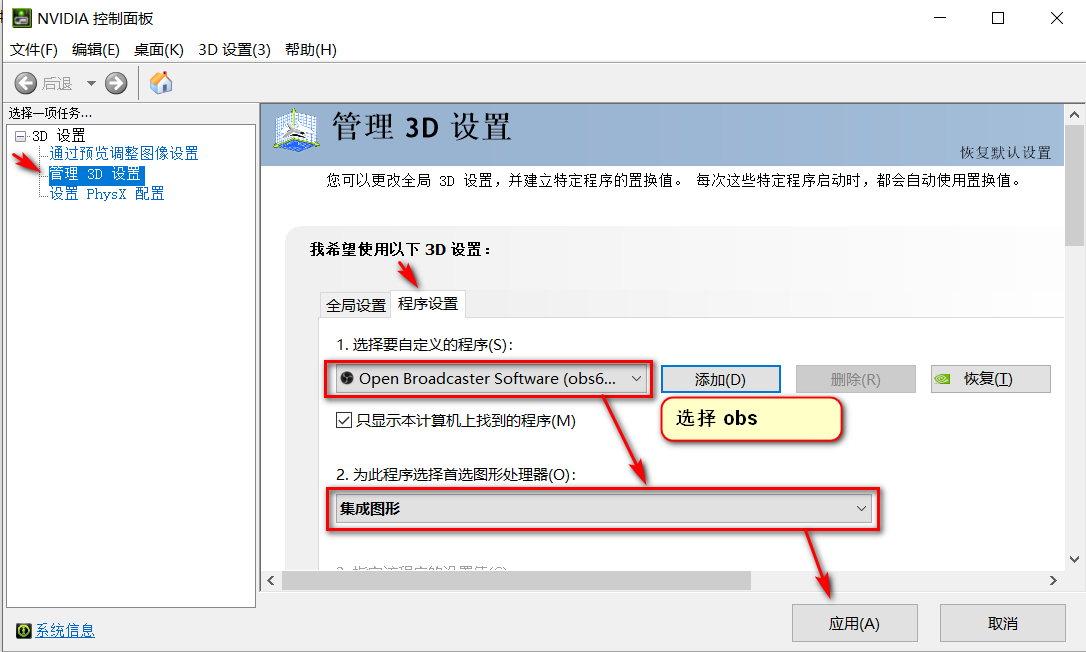 NVIDIA 控制面板
文件(F) 编辑(E) 桌面(K) 3D 设置(3) 帮助(H)
后退
选择一项任务...
3D 设置
通过预览调整图像设置
管理 3D 设置
设置 PhysX 配置
系统信息
管理 3D 设置
恢复默认设置
您可以更改全局 3D 设置，并建立特定程序的置换值。 每次这些特定程序启动时，都会自动使用置换值。
我希望使用以下 3D 设置：
全局设置 程序设置
1. 选择要自定义的程序(S)：
Open Broadcaster Software (obs6... 添加(D) 删除(R) 恢复(T)
选择 obs
只显示本计算机上找到的程序(M)
2. 为此程序选择首选图形处理器(O)：
集成图形
应用(A) 取消